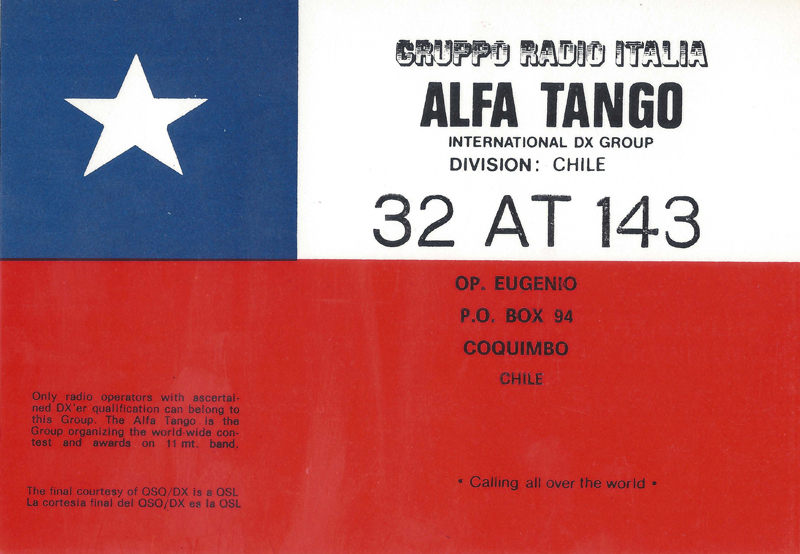 GRUPPO RADIO ITALIA
ALFA TANGO
INTERNATIONAL DX GROUP
DIVISION: CHILE
32 AT 143
OP. EUGENIO
P.O. BOX 94
COQUIMBO
CHILE
Only radio operators with ascertai-
ned DX'er qualification can belong to
this Group. The Alfa Tango is the
Group organizing the world-wide con-
test and awards on 11 mt. band.
The final courtesy of QSO/DX is a QSL
La cortesia final del QSO/DX es la QSL
• Calling all over the world •